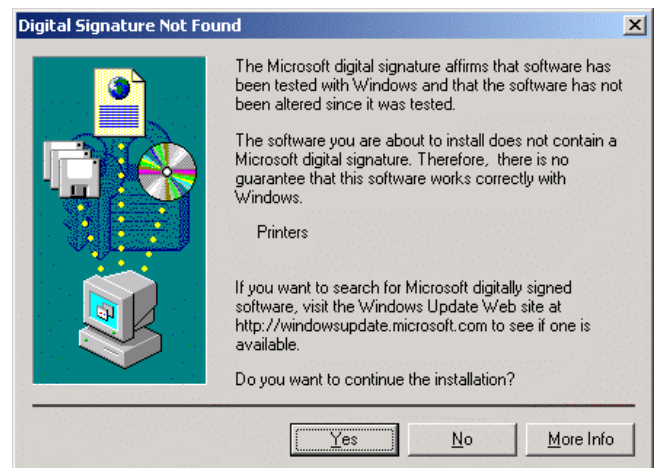 Digital Signature Not Found
The Microsoft digital signature affirms that software has
been tested with Windows and that the software has not
been altered since it was tested.
The software you are about to install does not contain a
Microsoft digital signature. Therefore, there is no
guarantee that this software works correctly with
Windows.
Printers
If you want to search for Microsoft digitally signed
software, visit the Windows Update Web site at
http://windowsupdate.microsoft.com to see if one is
available.
Do you want to continue the installation?
Yes
No
More Info